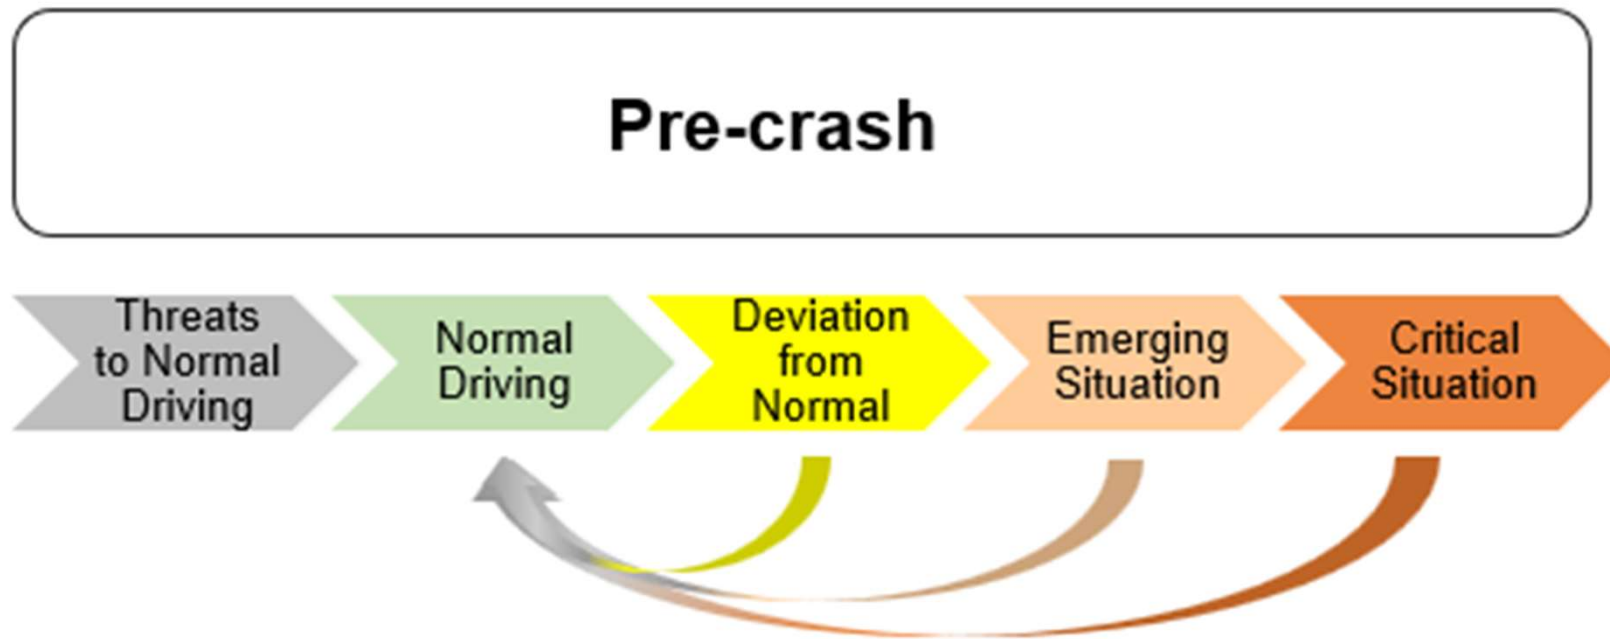 Pre-crash
Threats
to Normal
Driving
Normal
Driving
Deviation
from
Normal
Emerging
Situation
Critical
Situation